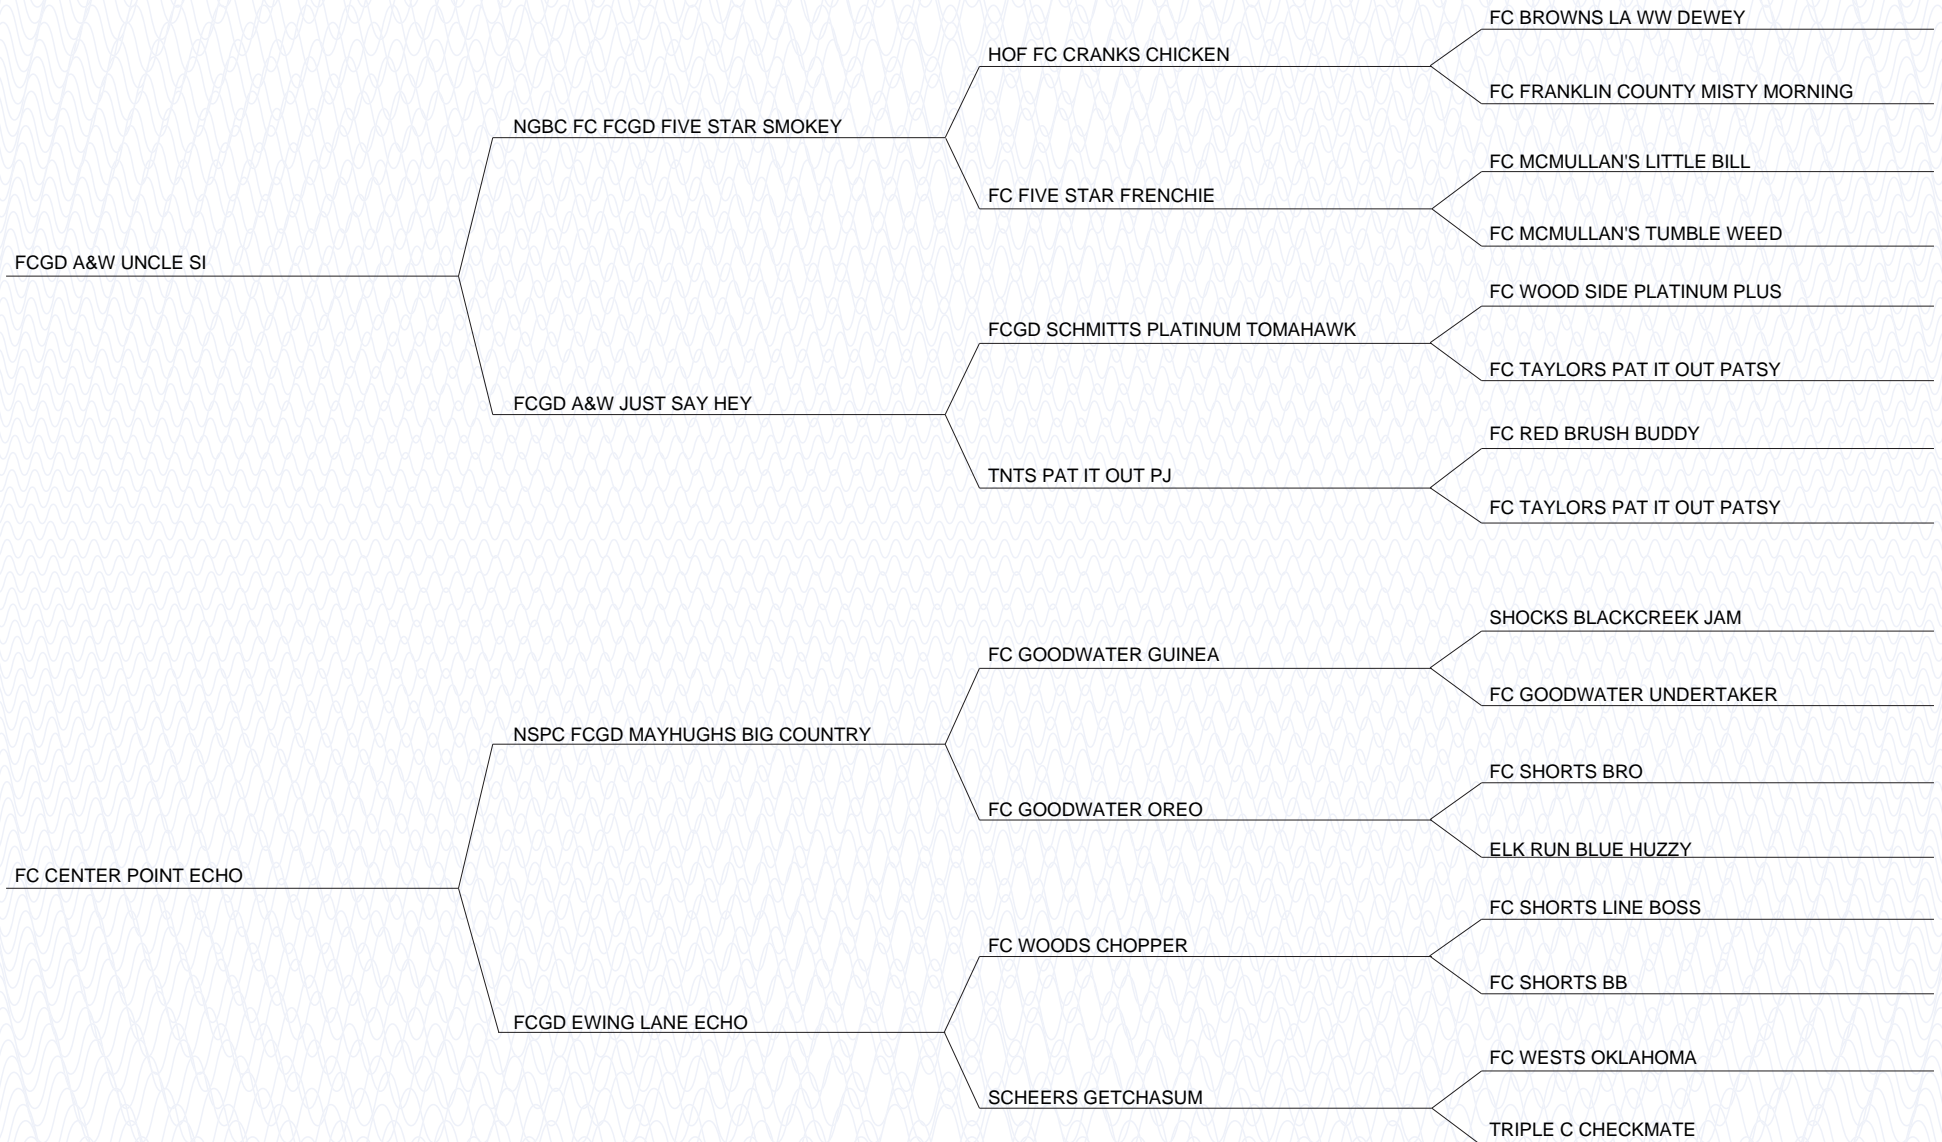 FC BROWNS LA WW DEWEY
HOF FC CRANKS CHICKEN
FC FRANKLIN COUNTY MISTY MORNING
NGBC FC FCGD FIVE STAR SMOKEY
FC MCMULLAN'S LITTLE BILL
FC FIVE STAR FRENCHIE
FC MCMULLAN'S TUMBLE WEED
FCGD A&W UNCLE SI
FC WOOD SIDE PLATINUM PLUS
FCGD SCHMITTS PLATINUM TOMAHAWK
FC TAYLORS PAT IT OUT PATSY
FCGD A&W JUST SAY HEY
FC RED BRUSH BUDDY
TNTS PAT IT OUT PJ
FC TAYLORS PAT IT OUT PATSY
SHOCKS BLACKCREEK JAM
FC GOODWATER GUINEA
FC GOODWATER UNDERTAKER
NSPC FCGD MAYHUGHS BIG COUNTRY
FC SHORTS BRO
FC GOODWATER OREO
ELK RUN BLUE HUZZY
FC CENTER POINT ECHO
FC SHORTS LINE BOSS
FC WOODS CHOPPER
FC SHORTS BB
FCGD EWING LANE ECHO
FC WESTS OKLAHOMA
SCHEERS GETCHASUM
TRIPLE C CHECKMATE